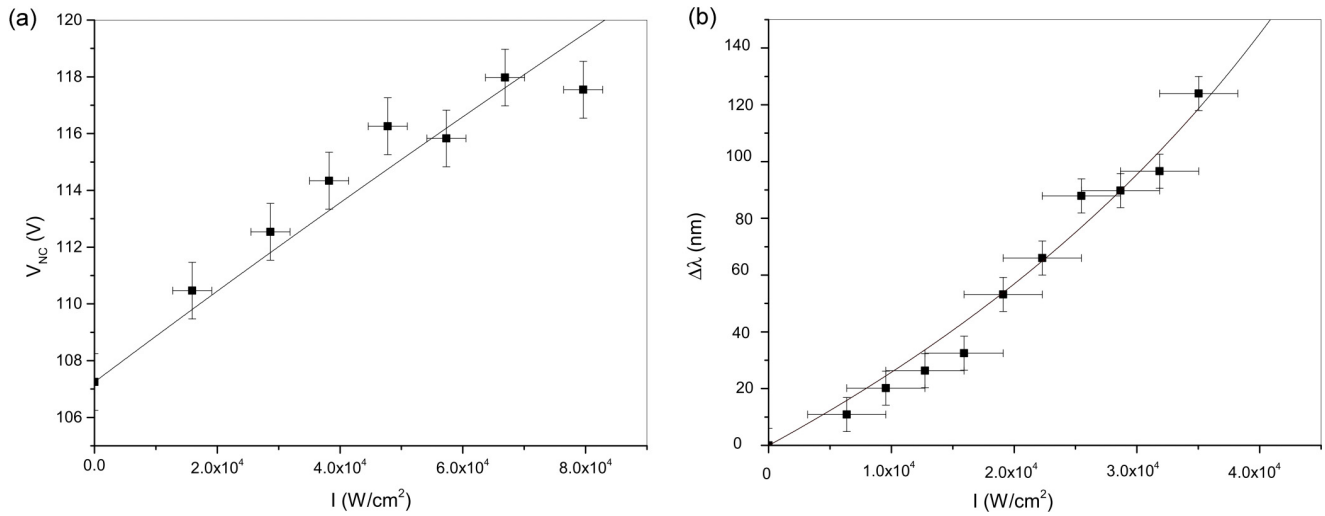 (a)
120
118
116
114
112
110
108
106
V_NC (V)
0.0
2.0x10^4
4.0x10^4
6.0x10^4
8.0x10^4
I (W/cm^2)
(b)
140
120
100
80
60
40
20
0
Δλ (nm)
0
1.0x10^4
2.0x10^4
3.0x10^4
4.0x10^4
I (W/cm^2)